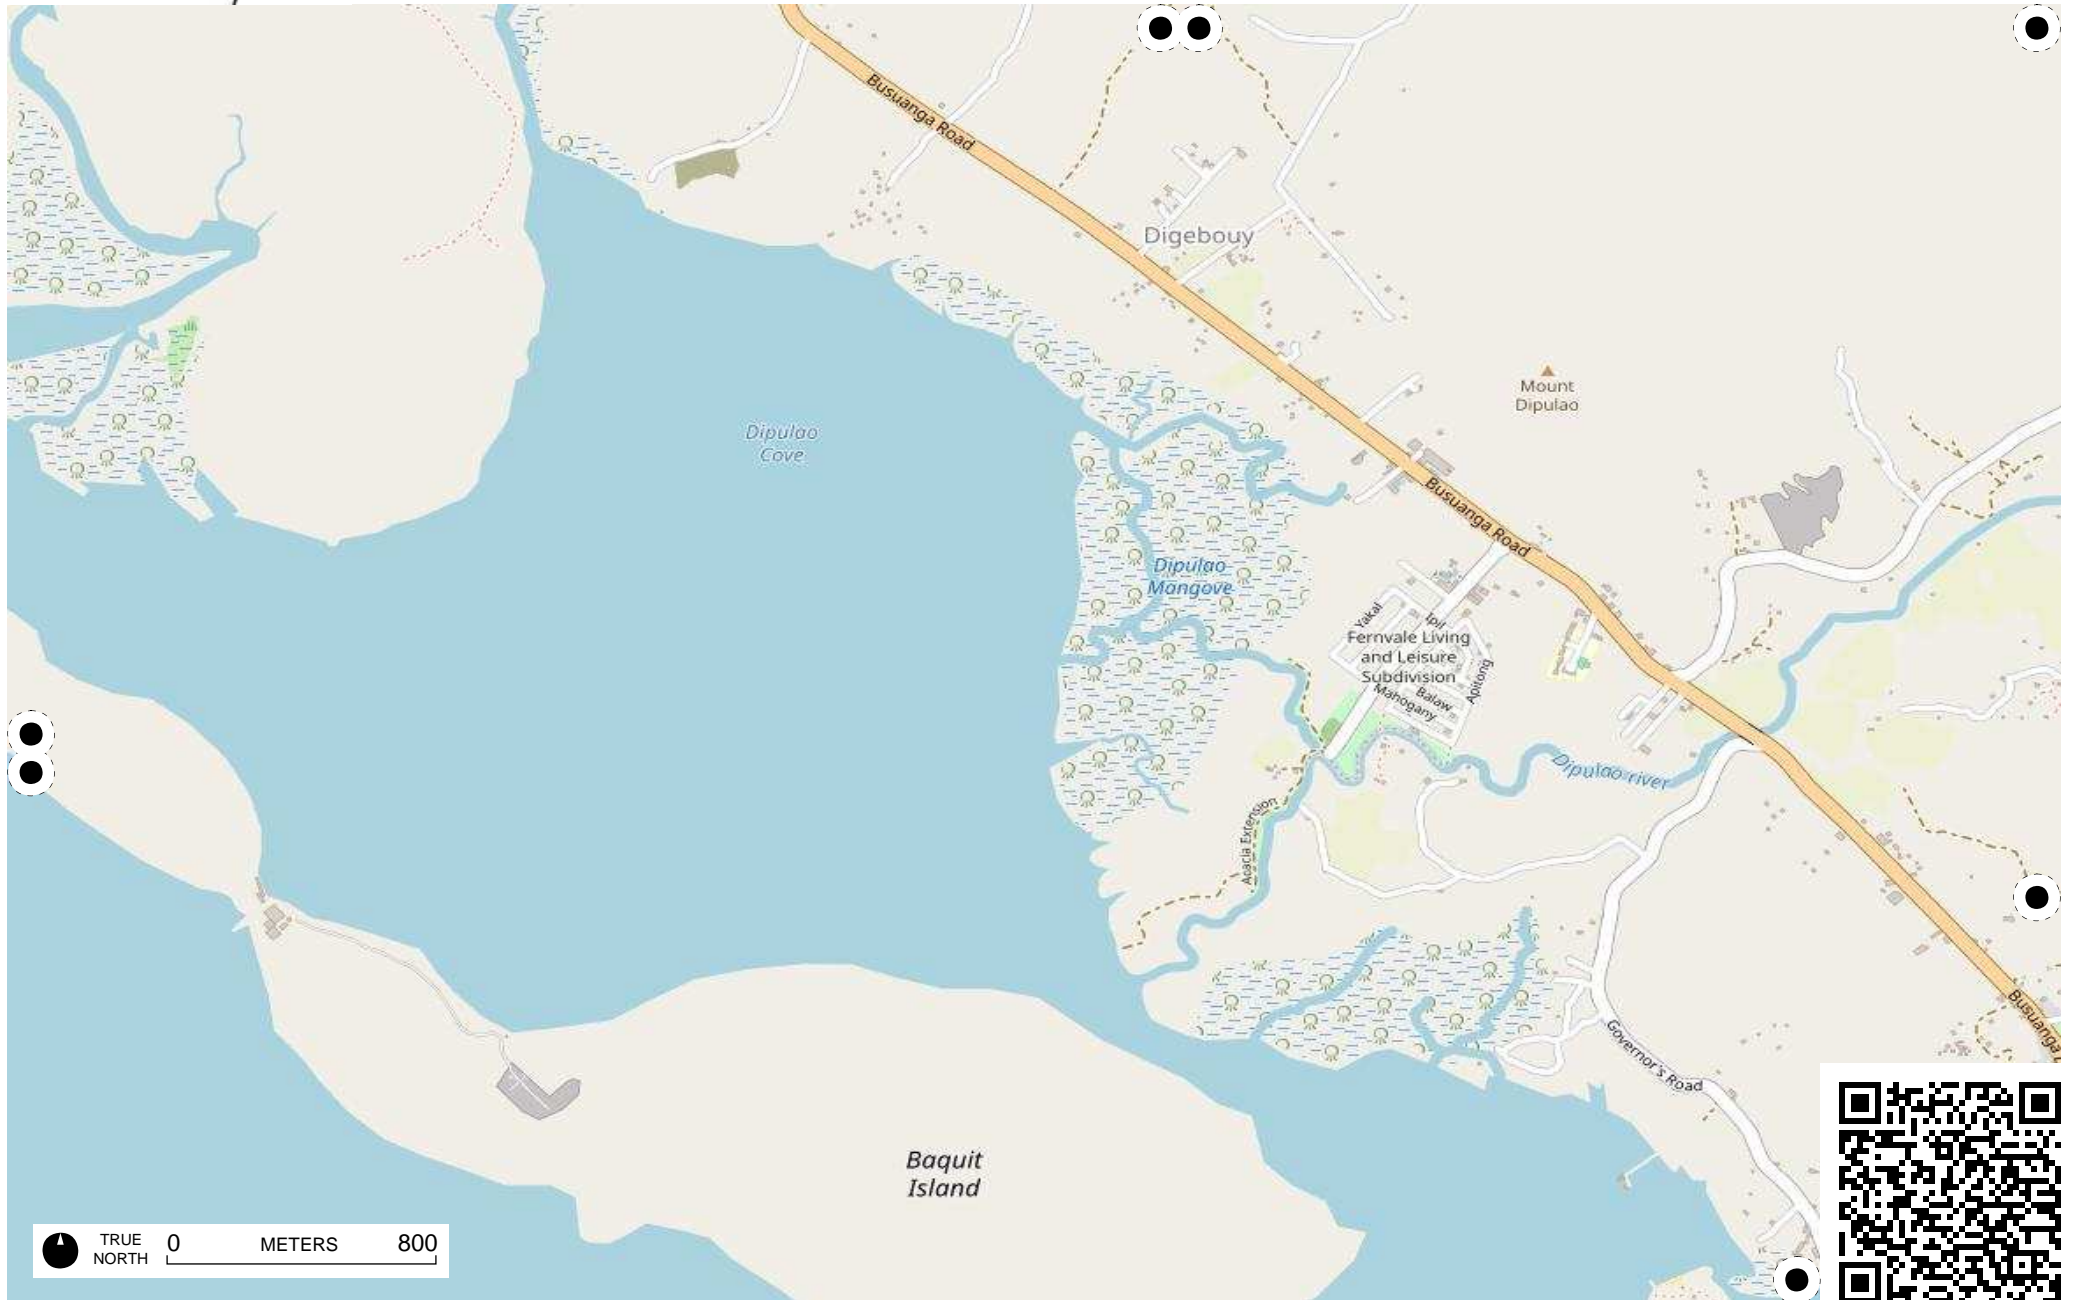 Busuanga Road
Digebouy
Mount
Dipulao
Dipulao
Cove
Busuanga Road
Dipulao
Mangove
Yakal
Ipil
Fernvale Living
and Leisure
Subdivision
Apitong
Balaw
Mahogany
Dipulao river
Acacia Extension
Busuanga
Governor's Road
Baquit
Island
TRUE
NORTH
0 METERS 800